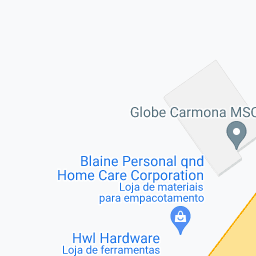 Globe Carmona MSC
Blaine Personal qnd
Home Care Corporation
Loja de materiais
para empacotamento
Hwl Hardware
Loja de ferramentas